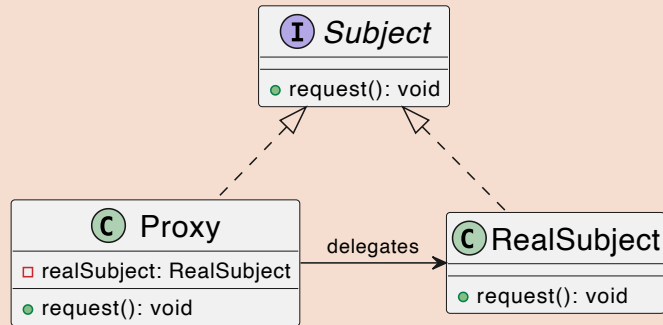 I Subject
request(): void
C Proxy
realSubject: RealSubject
request(): void
delegates
C RealSubject
request(): void